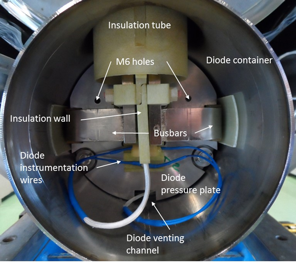 Insulation tube
M6 holes
Diode container
Insulation wall
Busbars
Diode
instrumentation
wires
Diode
pressure plate
Diode venting
channel